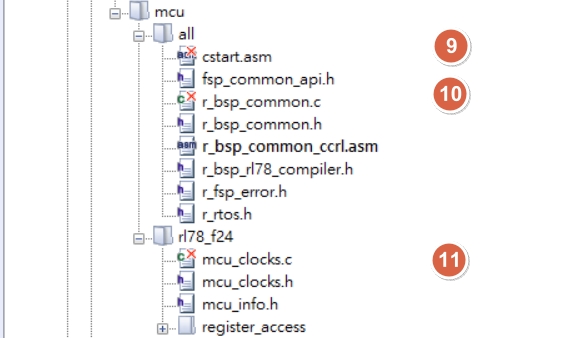 mcu
all
cstart.asm
9
fsp_common_api.h
r_bsp_common.c
10
r_bsp_common.h
r_bsp_common_ccrl.asm
r_bsp_rl78_compiler.h
r_fsp_error.h
r_rtos.h
rl78_f24
mcu_clocks.c
11
mcu_clocks.h
mcu_info.h
register_access